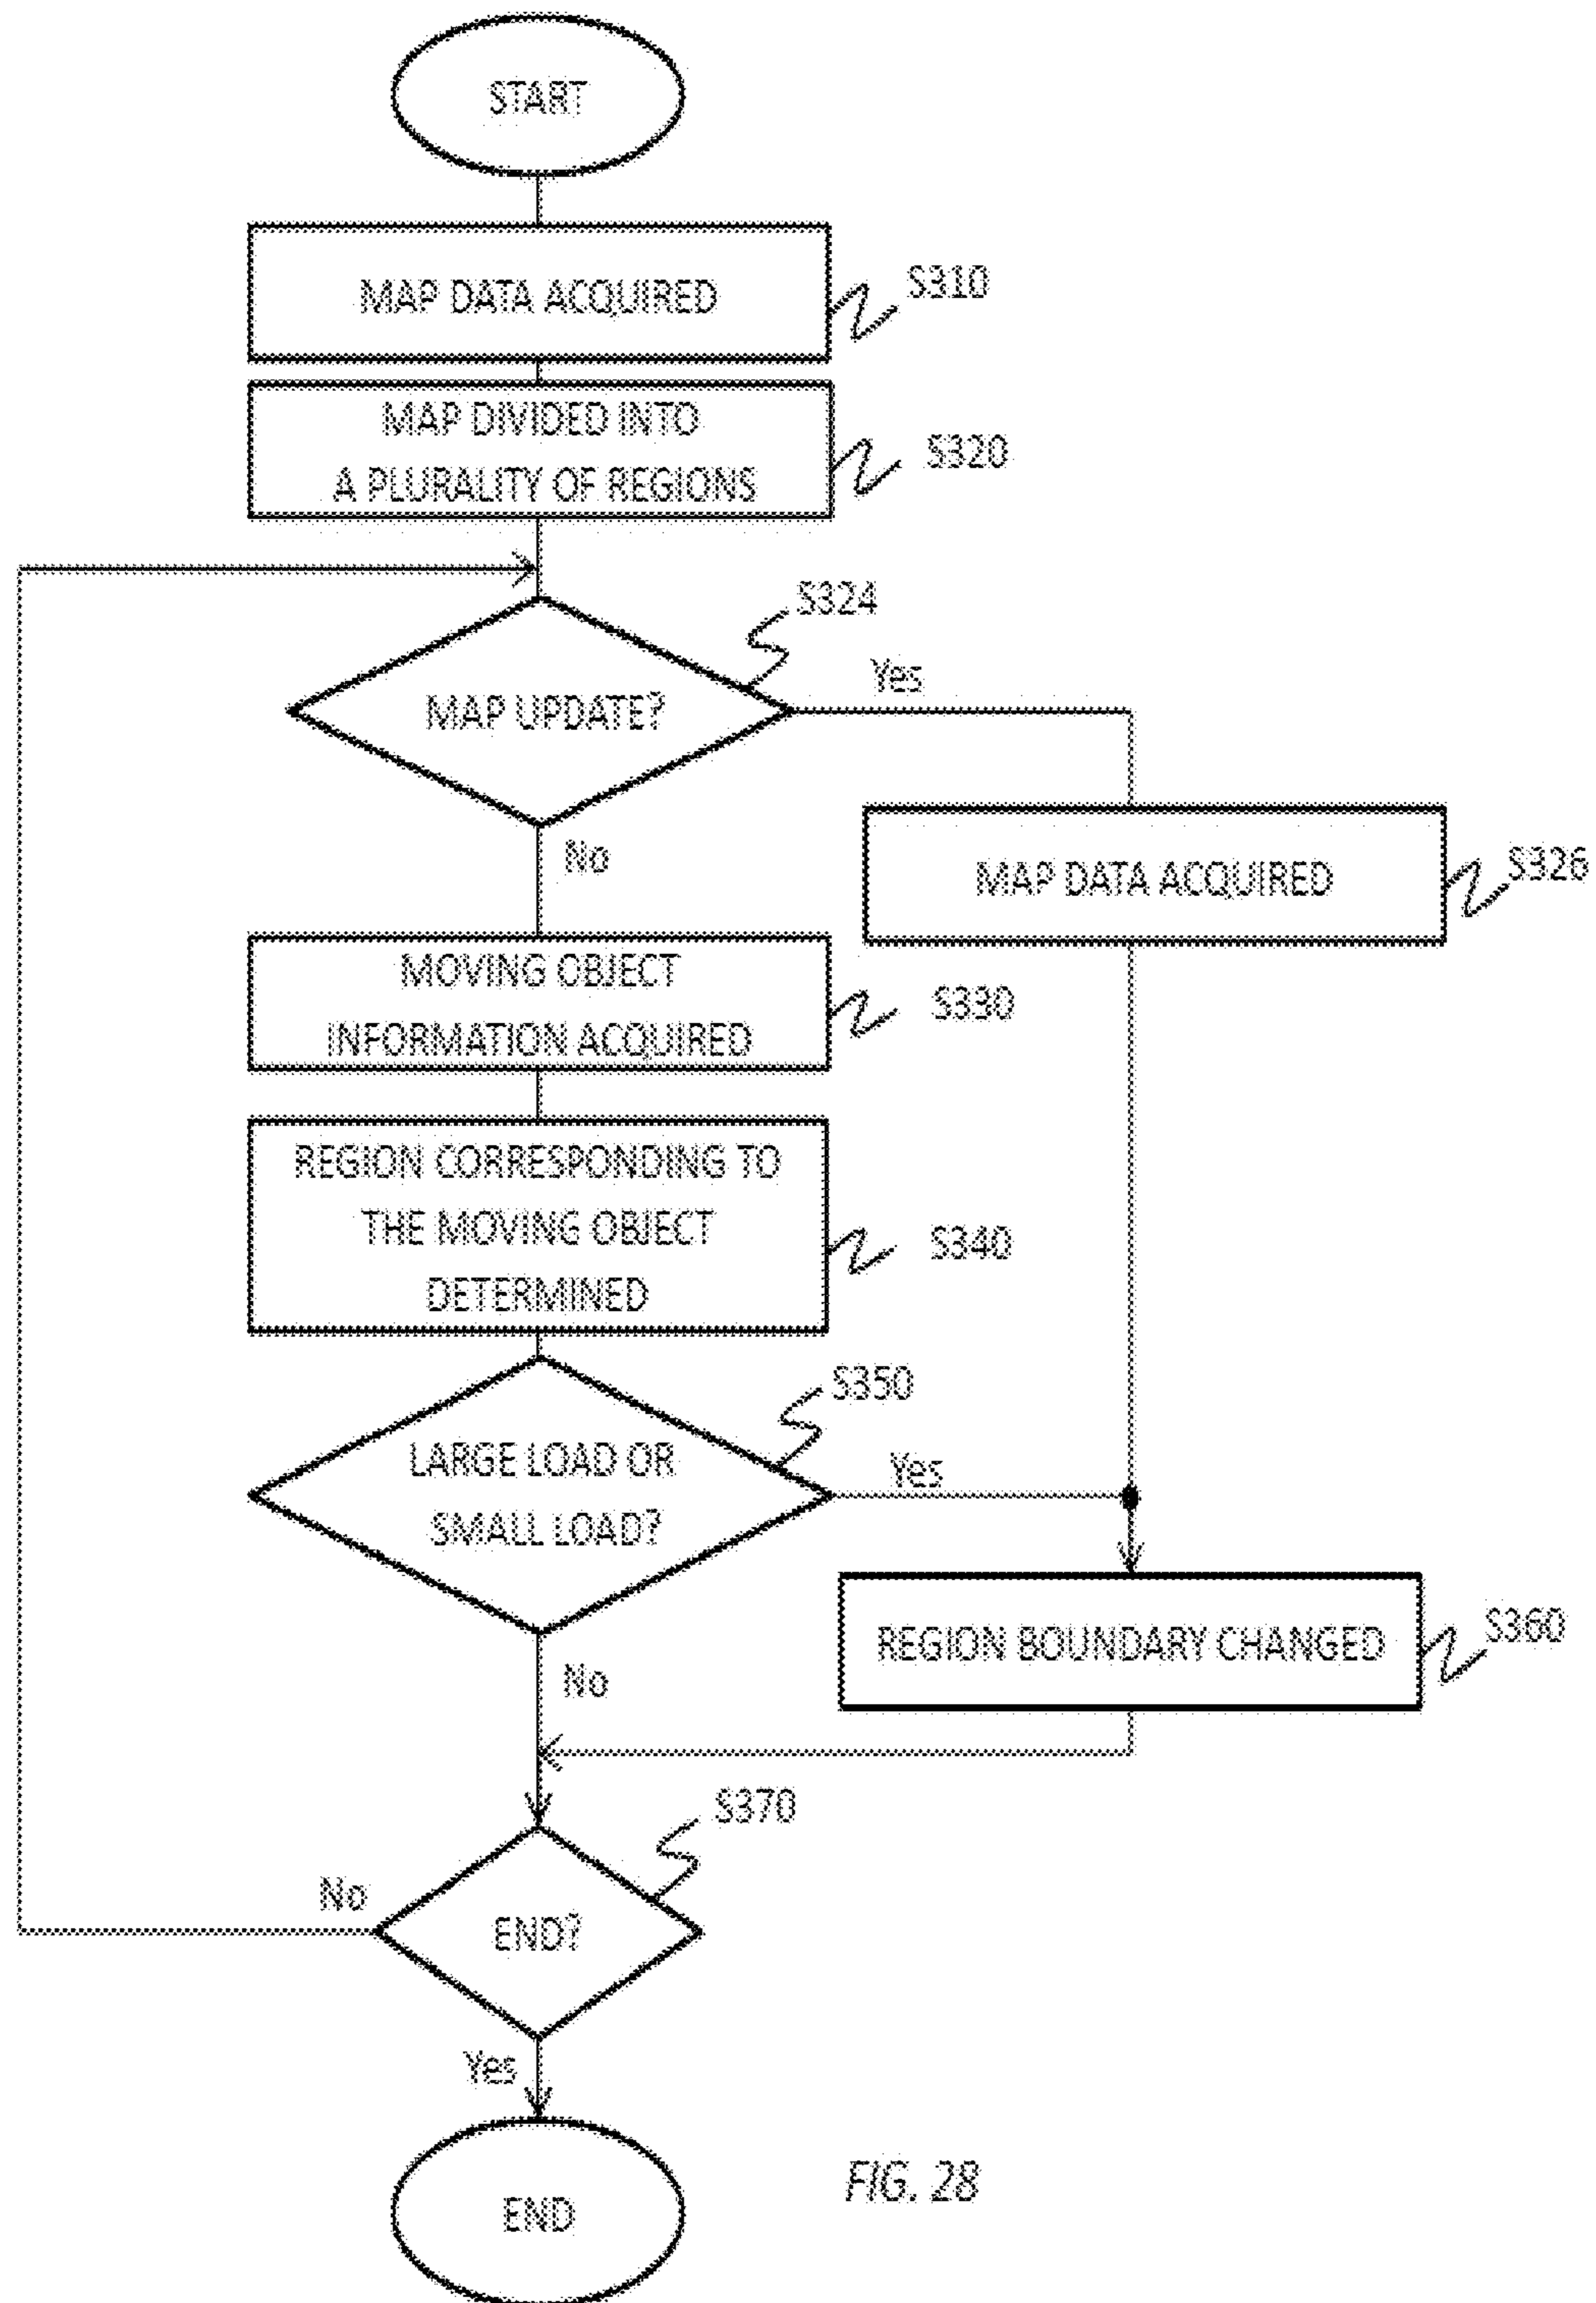 START
MAP DATA ACQUIRED
S310
MAP DIVIDED INTO
A PLURALITY OF REGIONS
S320
S324
MAP UPDATE?
Yes
No
MAP DATA ACQUIRED
S326
MOVING OBJECT
INFORMATION ACQUIRED
S330
REGION CORRESPONDING TO
THE MOVING OBJECT
DETERMINED
S340
S350
LARGE LOAD OR
SMALL LOAD?
Yes
No
REGION BOUNDARY CHANGED
S360
S370
END?
No
Yes
END
FIG. 28